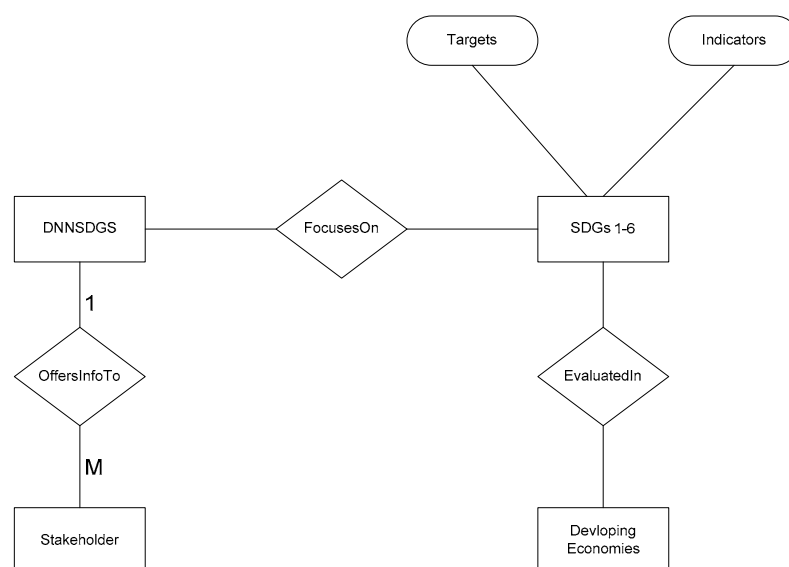 Targets
Indicators
DNNSDGS
FocusesOn
SDGs 1-6
1
OffersInfoTo
EvaluatedIn
M
Stakeholder
Devloping
Economies